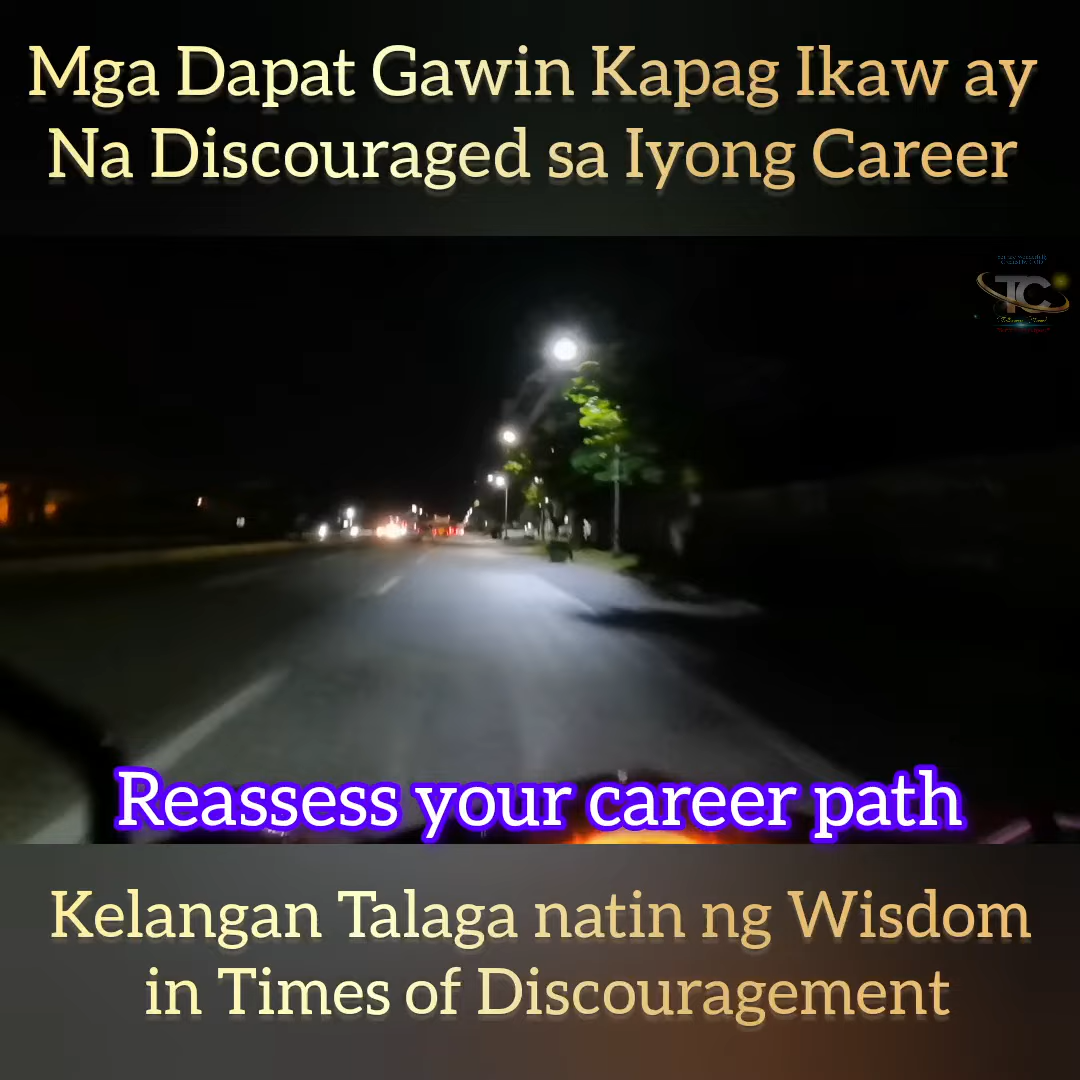 Mga Dapat Gawin Kapag Ikaw ay
Na Discouraged sa Iyong Career
TC
Reassess your career path
Kelangan Talaga natin ng Wisdom
in Times of Discouragement